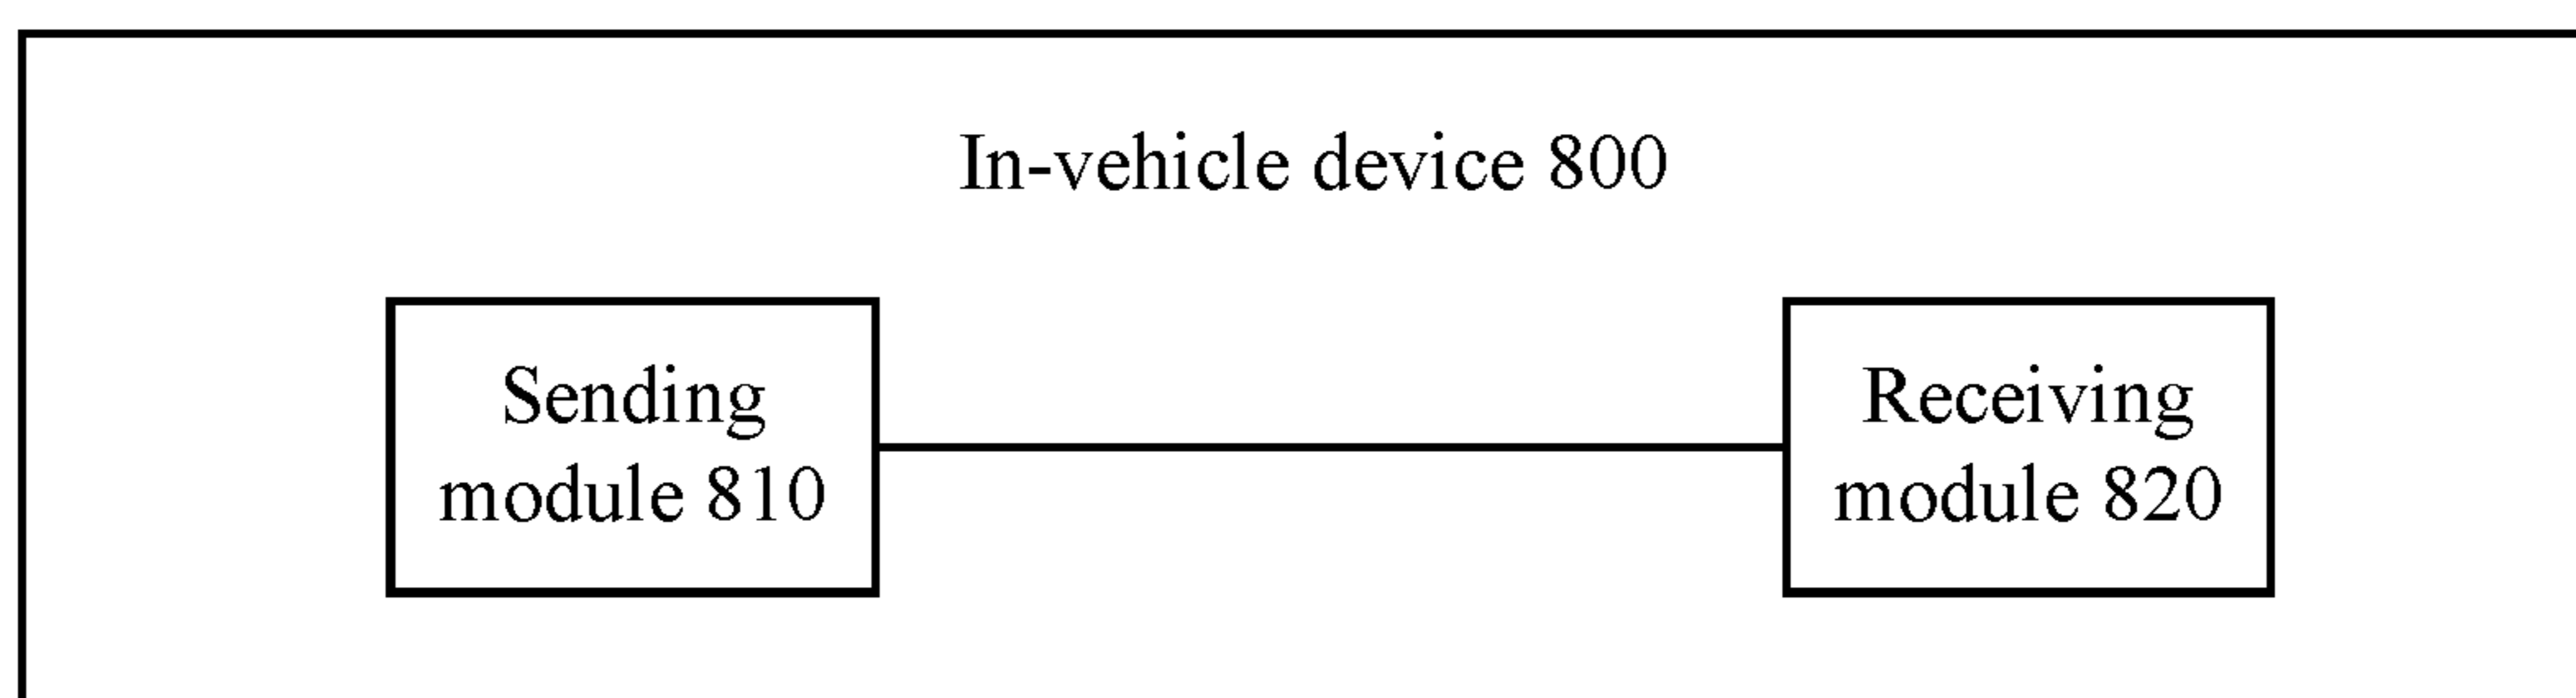 In-vehicle device 800
Sending
module 810
Receiving
module 820